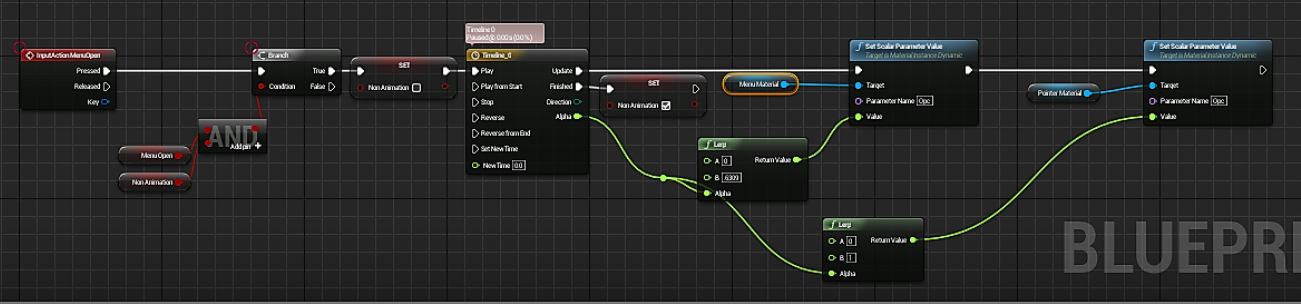 InputAction MenuOpen
Pressed
Released
Key
Menu Open
Non Animation
AND
Add pin +
Branch
Condition
True
False
SET
Non Animation
Timeline 0
Paused @ 0.00 s (0.0 %)
Timeline_0
Play
Play from Start
Stop
Reverse
Reverse from End
Set New Time
New Time 0.0
Update
Finished
Direction
Alpha
SET
Non Animation
Menu Material
Lerp
A 0
B .6309
Alpha
Return Value
Set Scalar Parameter Value
Target is Material Instance Dynamic
Target
Parameter Name Opc
Value
Lerp
A 0
B 1
Alpha
Return Value
Pointer Material
Set Scalar Parameter Value
Target is Material Instance Dynamic
Target
Parameter Name Opc
Value
BLUEPRI